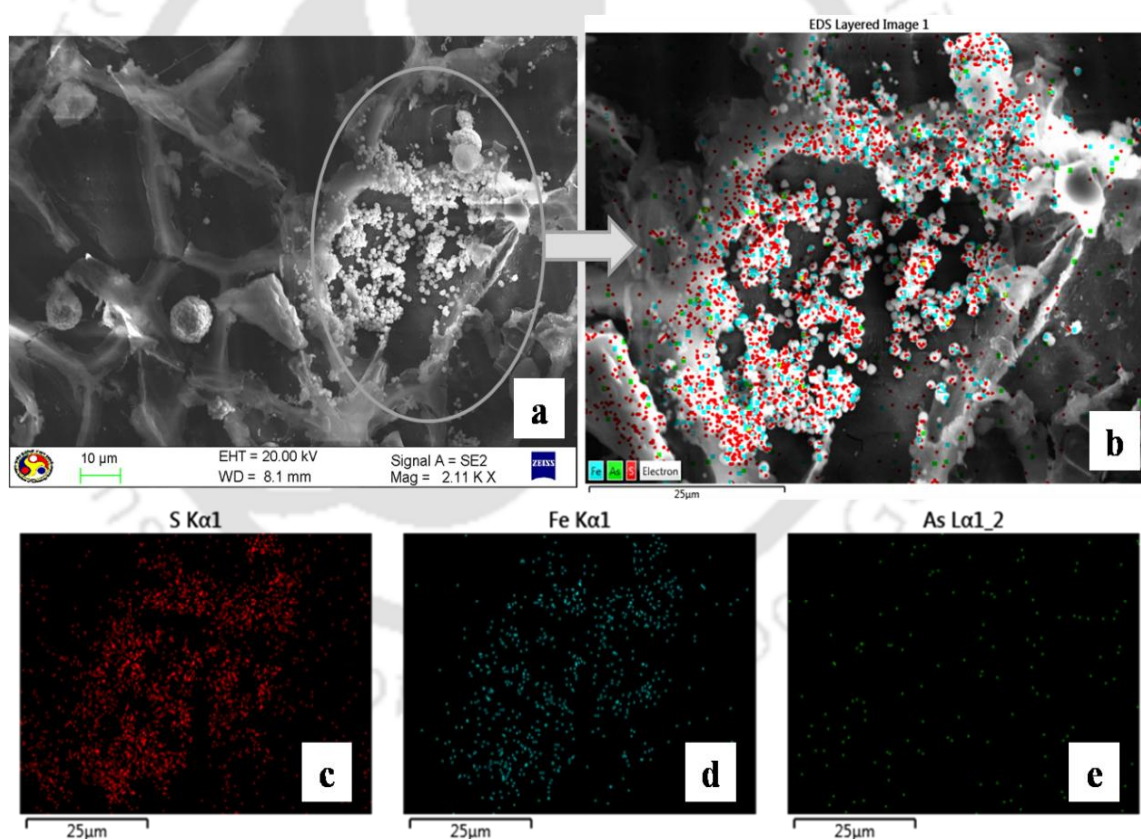 EDS Layered Image 1
a
10 µm
EHT = 20.00 kV
WD = 8.1 mm
Signal A = SE2
Mag = 2.11 K X
ZEISS
b
Fe As S Electron
25µm
S Kα1
Fe Kα1
As Lα1_2
c
d
e
25µm
25µm
25µm